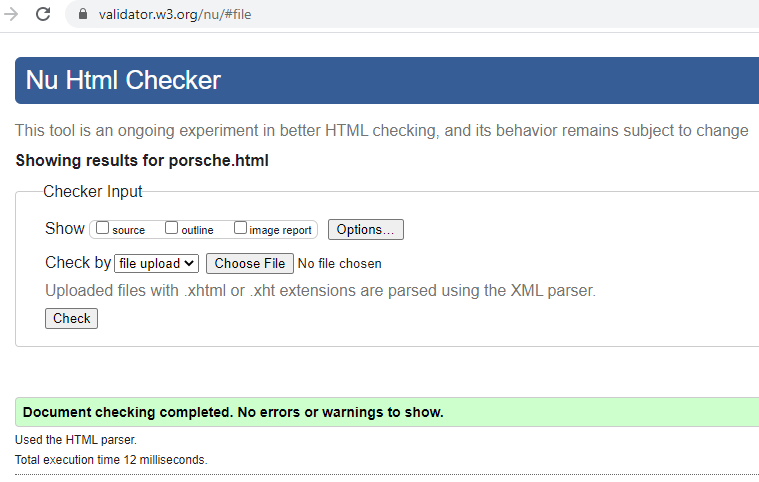 validator.w3.org/nu/#file
Nu Html Checker
This tool is an ongoing experiment in better HTML checking, and its behavior remains subject to change
Showing results for porsche.html
Checker Input
Show source outline image report Options...
Check by file upload Choose File No file chosen
Uploaded files with .xhtml or .xht extensions are parsed using the XML parser.
Check
Document checking completed. No errors or warnings to show.
Used the HTML parser.
Total execution time 12 milliseconds.